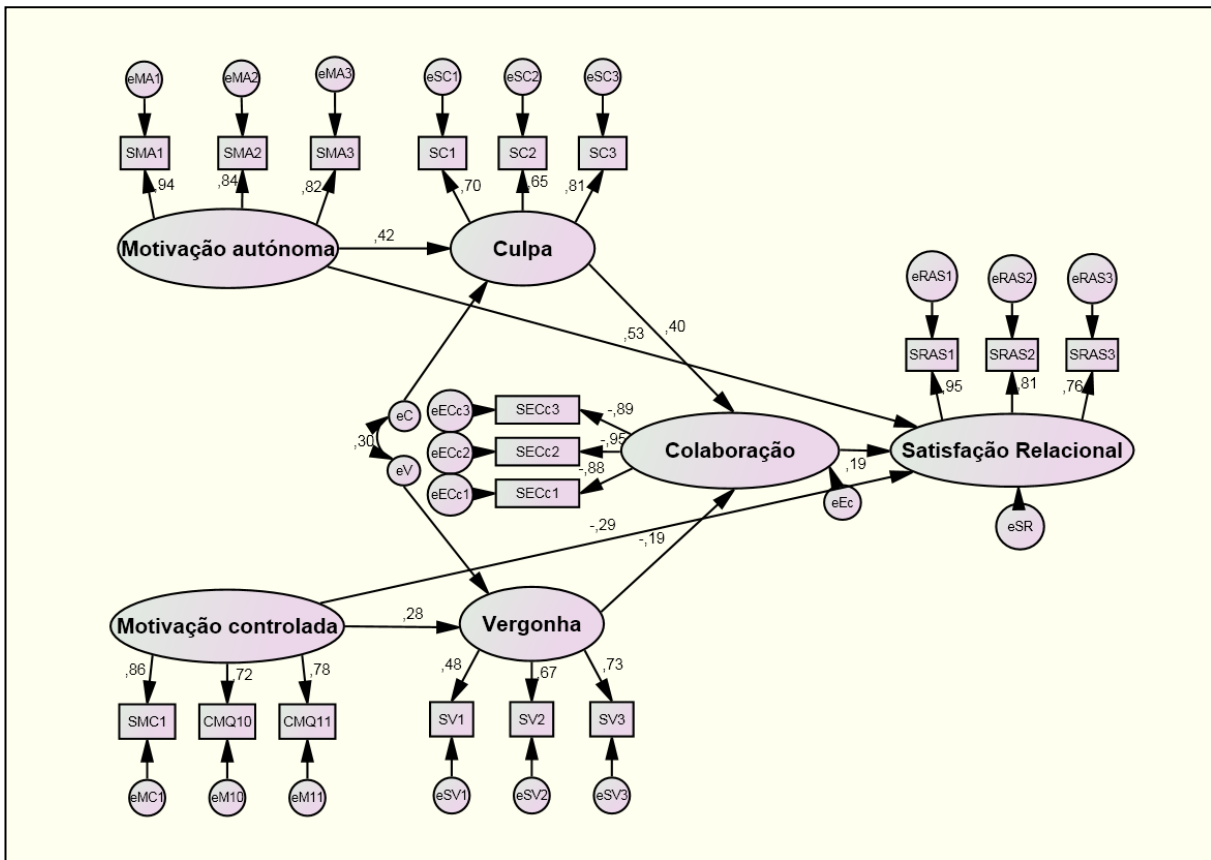 eMA1
eMA2
eMA3
eSC1
eSC2
eSC3
SMA1
SMA2
SMA3
SC1
SC2
SC3
,94
,84
,82
,70
,65
,81
Motivação autónoma
,42
Culpa
eRAS1
eRAS2
eRAS3
,53
,40
SRAS1
SRAS2
SRAS3
,95
,81
,76
eC
,30
eV
eECc3
SECc3
-,89
eECc2
SECc2
-,95
eECc1
SECc1
-,88
Colaboração
,19
Satisfação Relacional
eEc
eSR
-,29
-,19
Motivação controlada
,28
Vergonha
,86
,72
,78
,48
,67
,73
SMC1
CMQ10
CMQ11
SV1
SV2
SV3
eMC1
eM10
eM11
eSV1
eSV2
eSV3